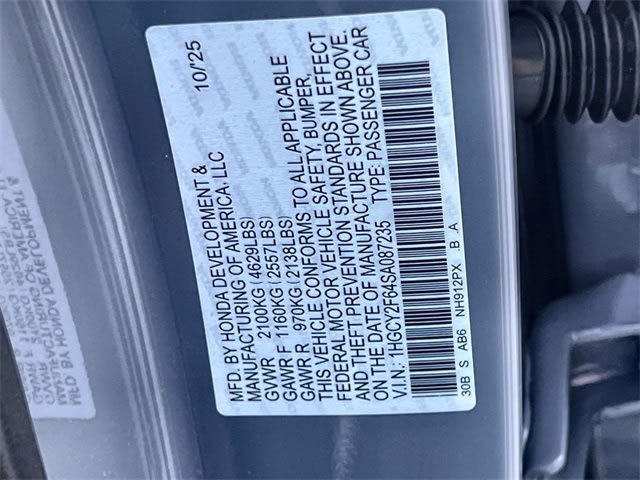 MFD. BY HONDA DEVELOPMENT & 10/25
MANUFACTURING OF AMERICA, LLC
GVWR 2100KG (4629LBS)
GAWR F 1160KG (2557LBS)
GAWR R 970KG (2138LBS)
THIS VEHICLE CONFORMS TO ALL APPLICABLE
FEDERAL MOTOR VEHICLE SAFETY, BUMPER,
AND THEFT PREVENTION STANDARDS IN EFFECT
ON THE DATE OF MANUFACTURE SHOWN ABOVE.
V.I.N.: 1HGCY2F64SA087235 TYPE: PASSENGER CAR
30B S AB6 NH912PX .B .A